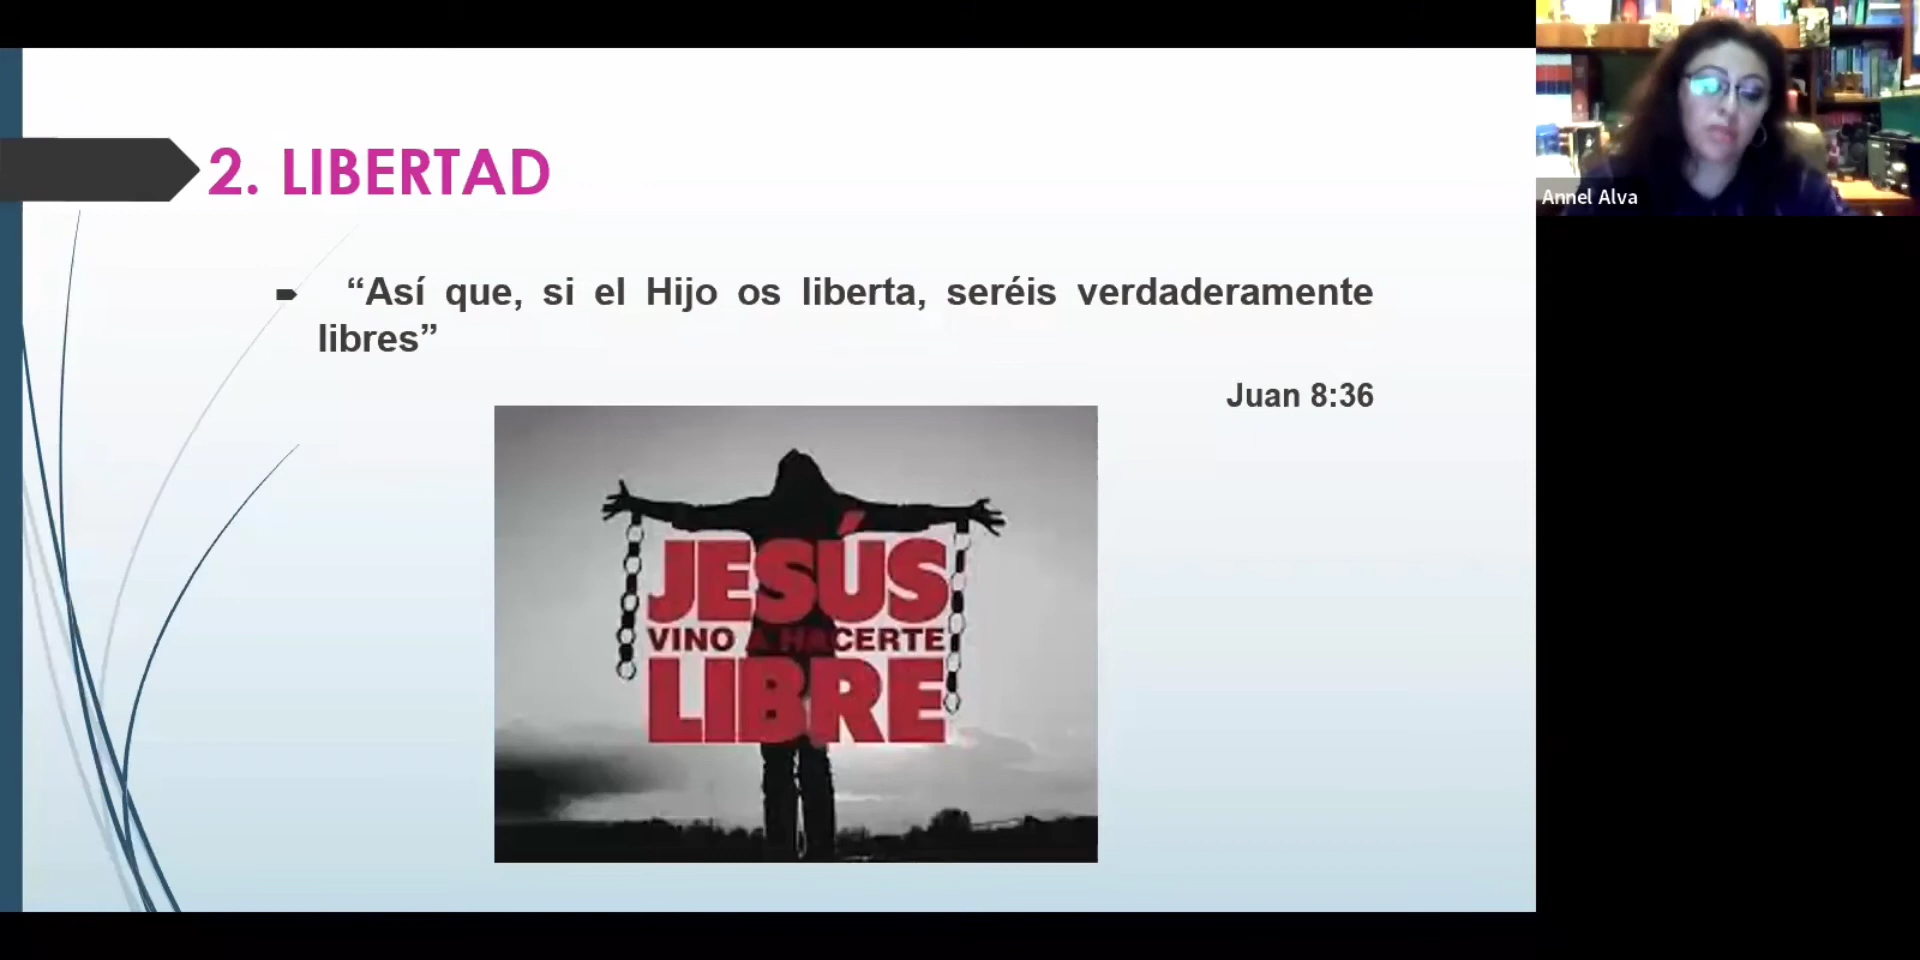 2. LIBERTAD
“Así que, si el Hijo os liberta, seréis verdaderamente
libres”
Juan 8:36
JESÚS
VINO A HACERTE
LIBRE
Annel Alva